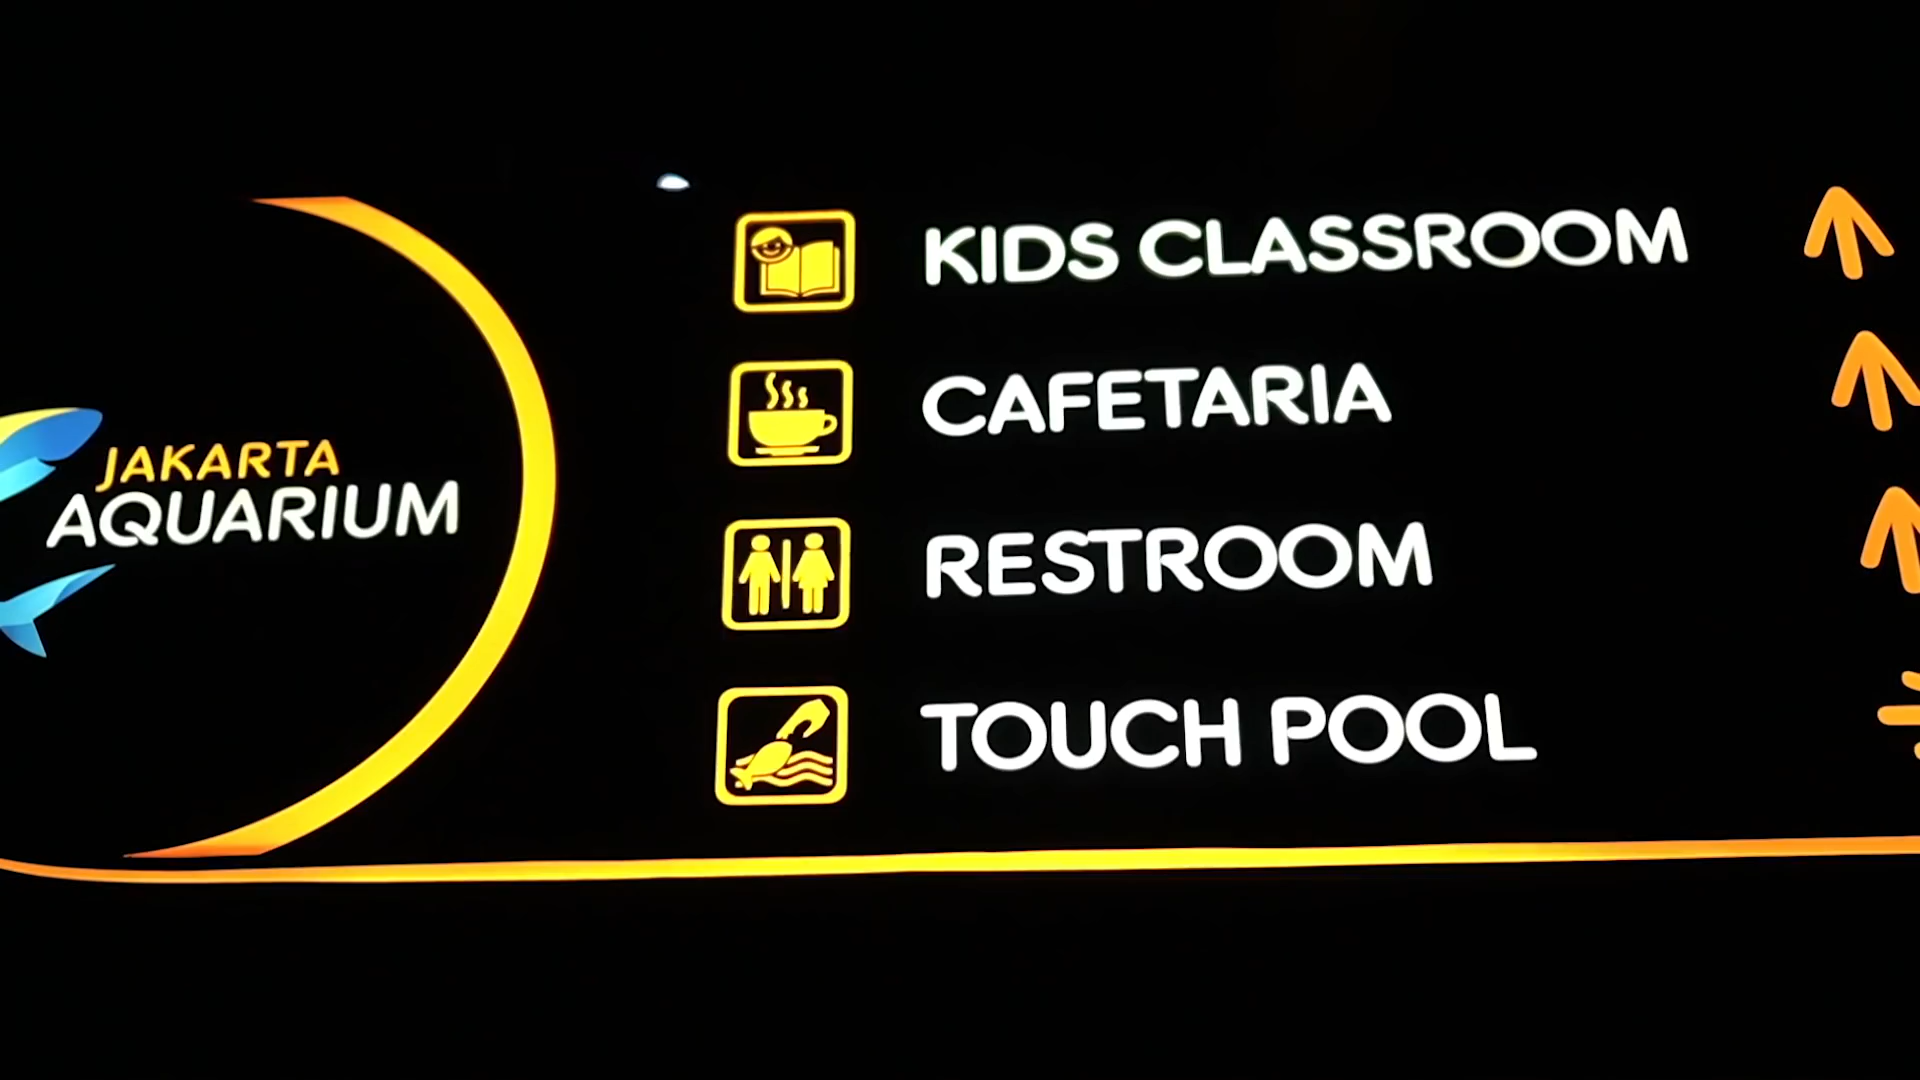 JAKARTA
AQUARIUM
KIDS CLASSROOM
CAFETARIA
RESTROOM
TOUCH POOL